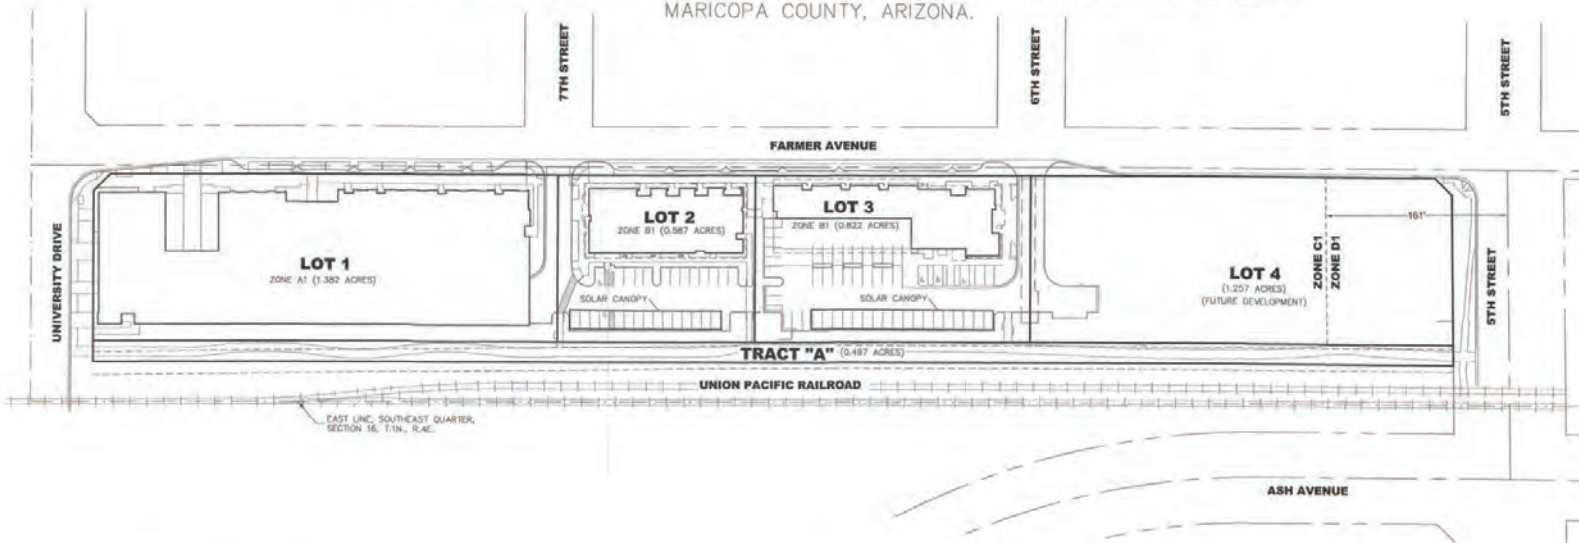 MARICOPA COUNTY, ARIZONA.
7TH STREET
6TH STREET
5TH STREET
FARMER AVENUE
UNIVERSITY DRIVE
LOT 1
ZONE A1 (1.382 ACRES)
LOT 2
ZONE B1 (0.587 ACRES)
SOLAR CANOPY
LOT 3
ZONE B1 (0.822 ACRES)
SOLAR CANOPY
LOT 4
(1.257 ACRES)
(FUTURE DEVELOPMENT)
ZONE C1
ZONE D1
161'
5TH STREET
TRACT "A" (0.497 ACRES)
UNION PACIFIC RAILROAD
EAST LINE, SOUTHEAST QUARTER,
SECTION 16, T.1N., R.4E.
ASH AVENUE